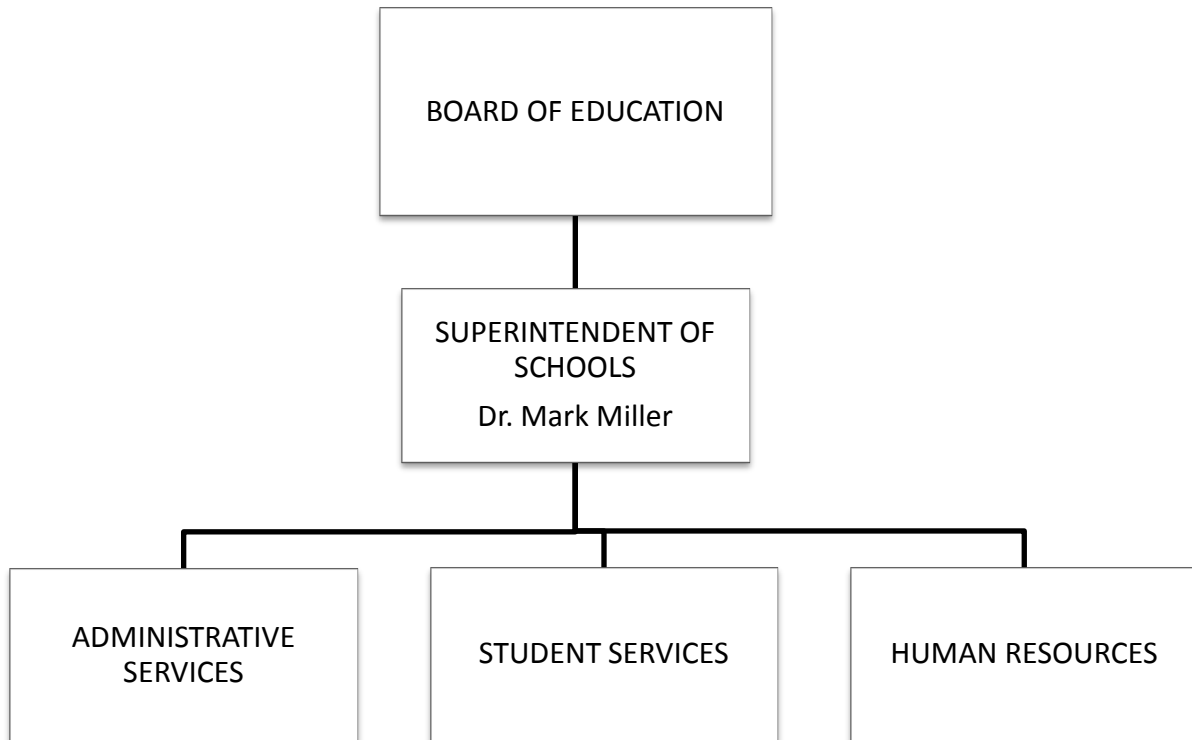 BOARD OF EDUCATION
SUPERINTENDENT OF
SCHOOLS
Dr. Mark Miller
ADMINISTRATIVE
SERVICES
STUDENT SERVICES
HUMAN RESOURCES